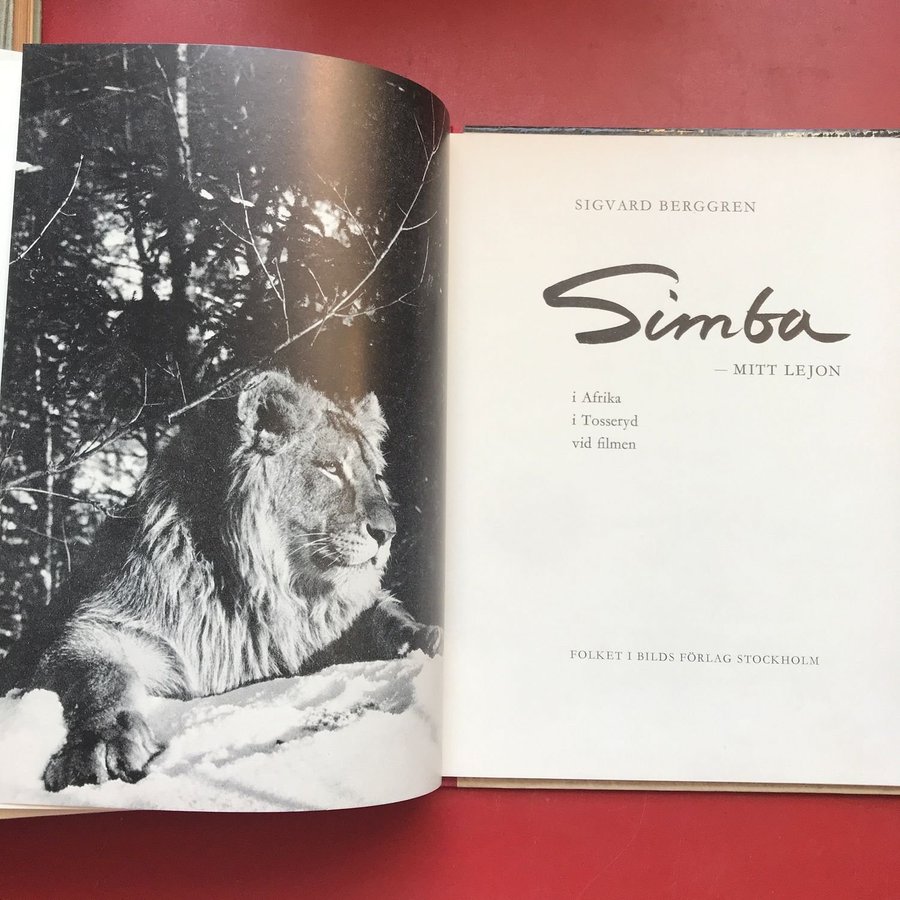 SIGVARD BERGGREN
Simba
– MITT LEJON
i Afrika
i Tosseryd
vid filmen
FOLKET I BILDS FÖRLAG STOCKHOLM